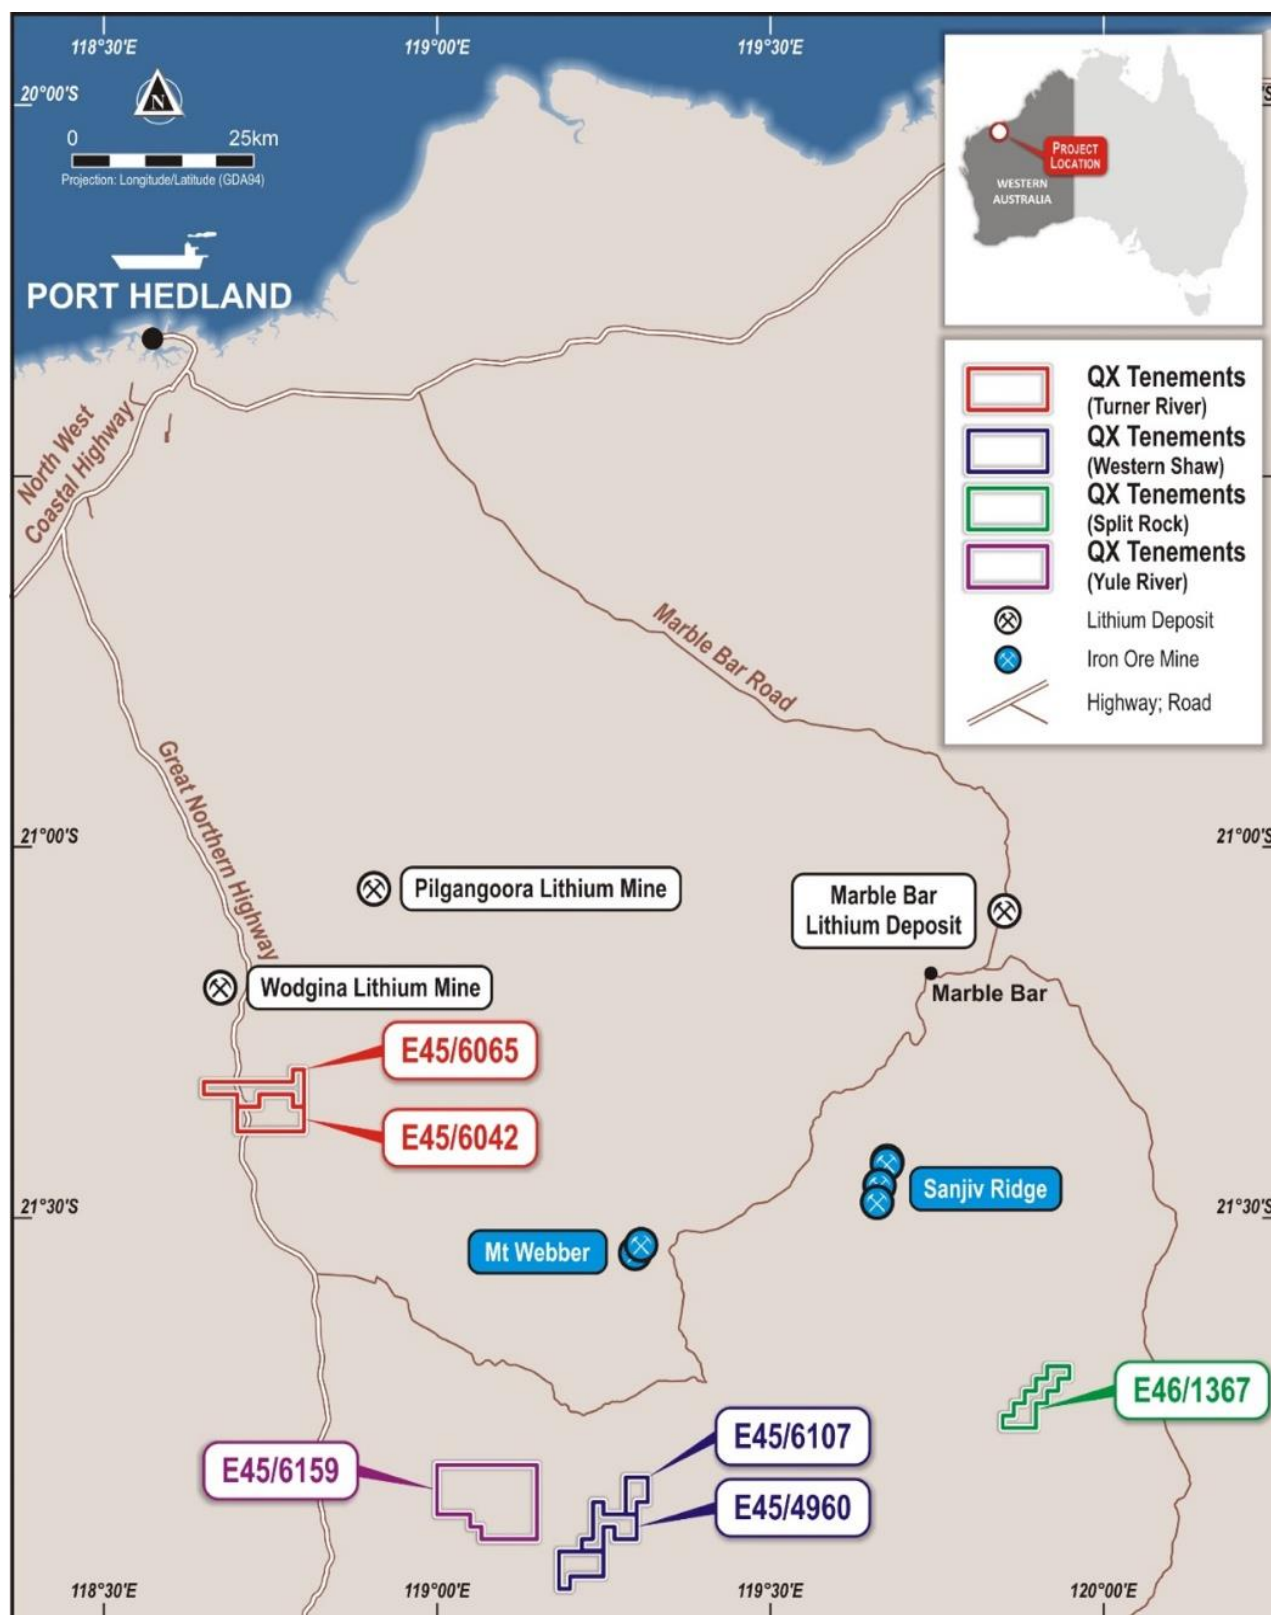 118°30'E
119°00'E
119°30'E
20°00'S
N
0 25km
Projection: Longitude/Latitude (GDA94)
PROJECT
LOCATION
WESTERN
AUSTRALIA
PORT HEDLAND
North West
Coastal Highway
QX Tenements
(Turner River)
QX Tenements
(Western Shaw)
QX Tenements
(Split Rock)
QX Tenements
(Yule River)
Lithium Deposit
Iron Ore Mine
Highway; Road
Marble Bar Road
Great Northern Highway
21°00'S
21°00'S
Pilgangoora Lithium Mine
Marble Bar
Lithium Deposit
Wodgina Lithium Mine
Marble Bar
E45/6065
E45/6042
Sanjiv Ridge
21°30'S
21°30'S
Mt Webber
E46/1367
E45/6107
E45/6159
E45/4960
118°30'E
119°00'E
119°30'E
120°00'E